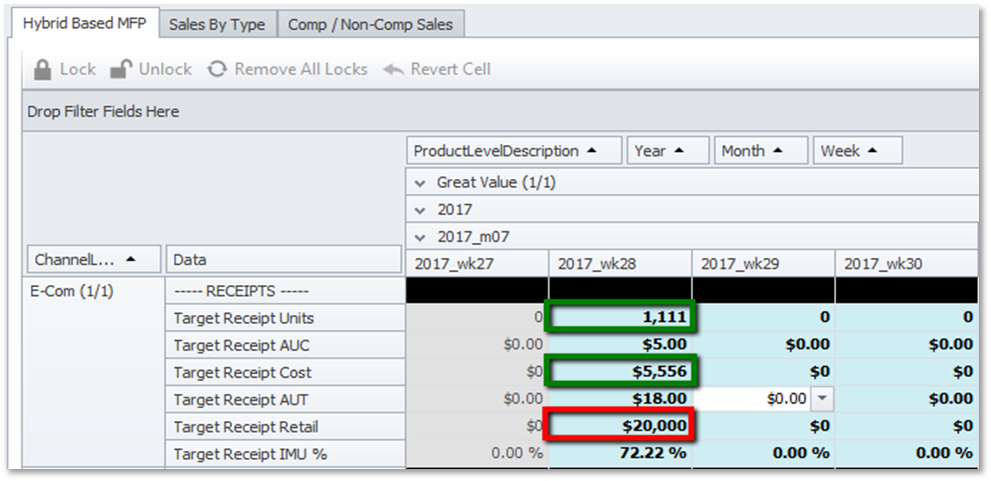 Hybrid Based MFP Sales By Type Comp / Non-Comp Sales
Lock Unlock Remove All Locks Revert Cell
Drop Filter Fields Here
ProductLevelDescription Year Month Week
Great Value (1/1)
2017
2017_m07
ChannelL... Data 2017_wk27 2017_wk28 2017_wk29 2017_wk30
E-Com (1/1) ----- RECEIPTS -----
Target Receipt Units 0 1,111 0 0
Target Receipt AUC $0.00 $5.00 $0.00 $0.00
Target Receipt Cost $0 $5,556 $0 $0
Target Receipt AUT $0.00 $18.00 $0.00 $0.00
Target Receipt Retail $0 $20,000 $0 $0
Target Receipt IMU % 0.00 % 72.22 % 0.00 % 0.00 %